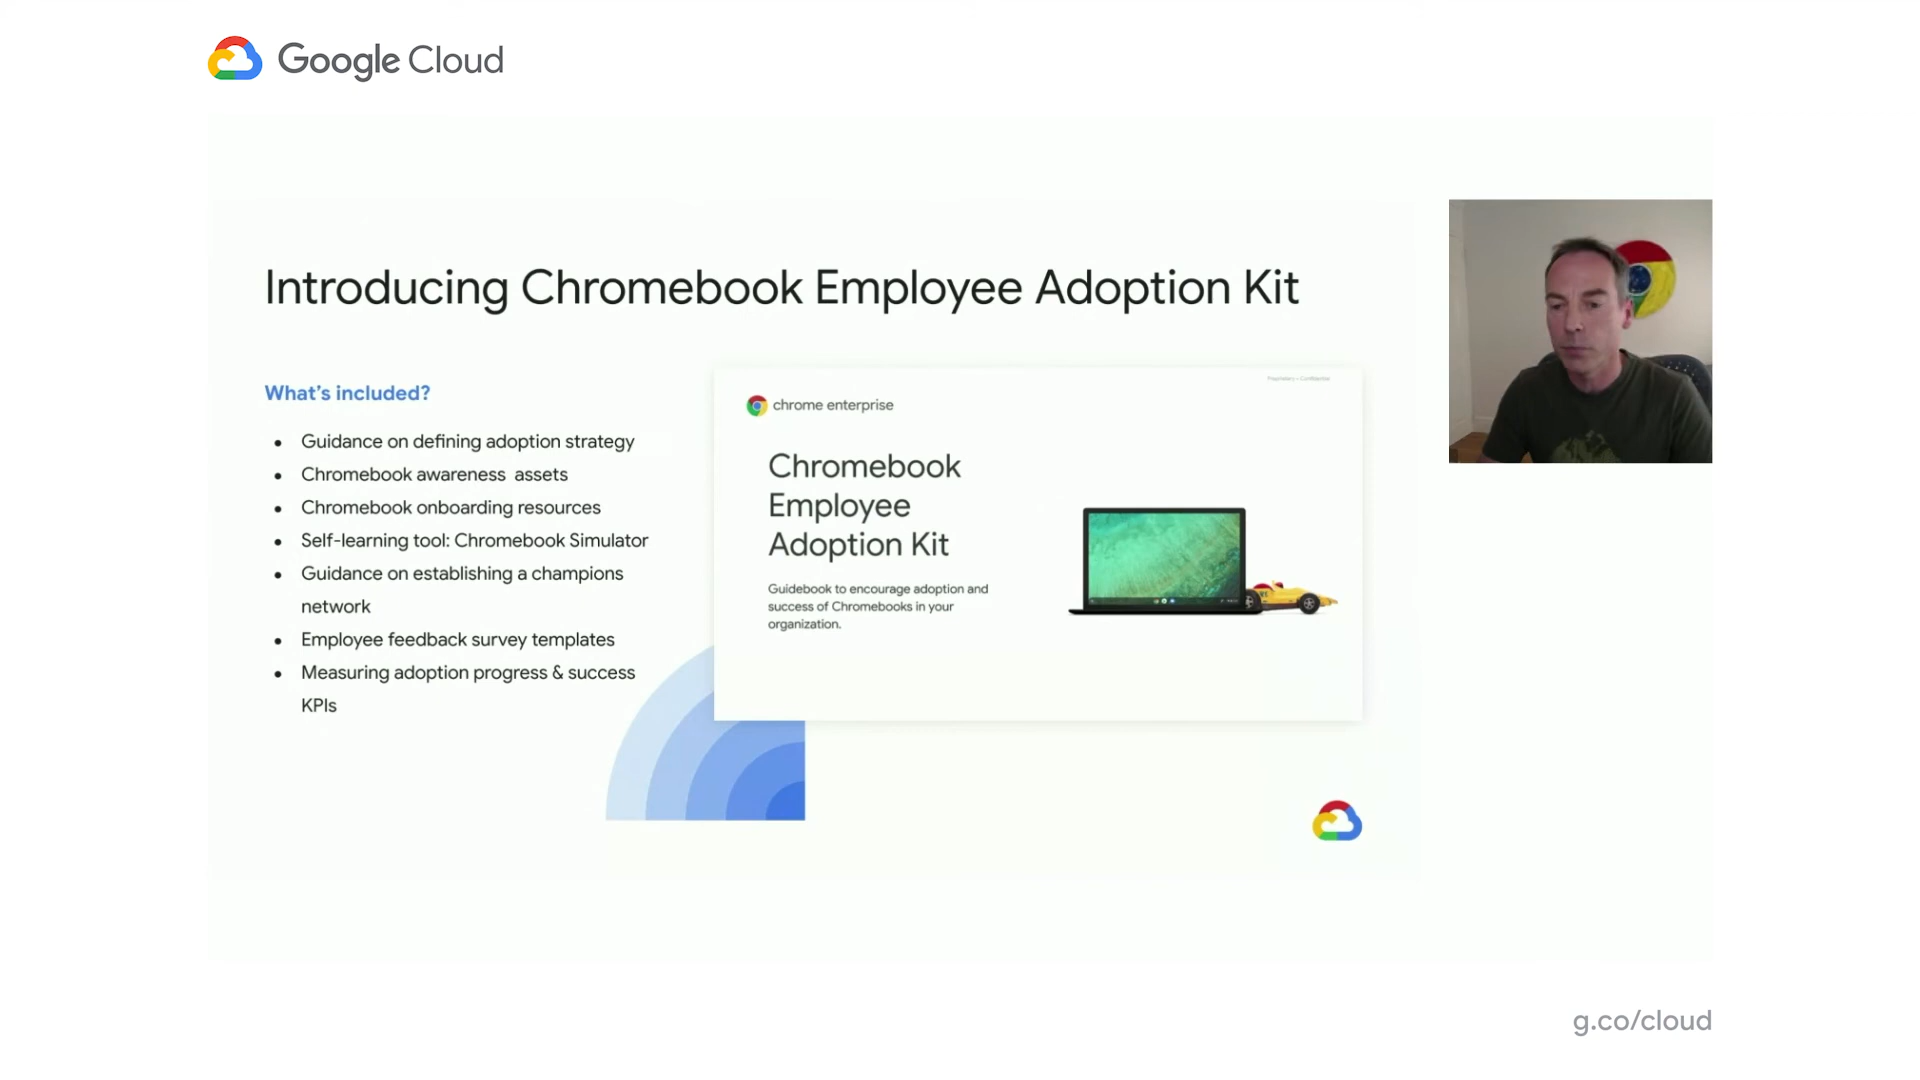 Google Cloud
Introducing Chromebook Employee Adoption Kit
What's included?
• Guidance on defining adoption strategy
• Chromebook awareness assets
• Chromebook onboarding resources
• Self-learning tool: Chromebook Simulator
• Guidance on establishing a champions
network
• Employee feedback survey templates
• Measuring adoption progress & success
KPIs
Proprietary + Confidential
chrome enterprise
Chromebook
Employee
Adoption Kit
Guidebook to encourage adoption and
success of Chromebooks in your
organization.
g.co/cloud